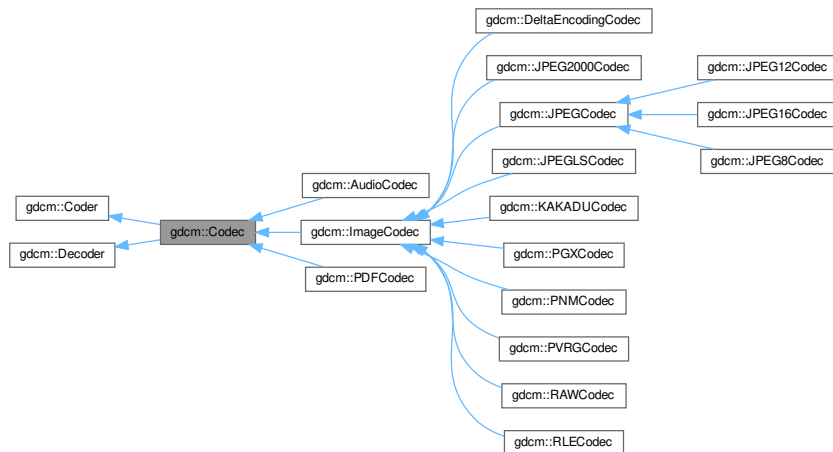 gdcm::DeltaEncodingCodec
gdcm::JPEG2000Codec
gdcm::JPEG12Codec
gdcm::JPEGCodec
gdcm::JPEG16Codec
gdcm::JPEGLSCodec
gdcm::JPEG8Codec
gdcm::AudioCodec
gdcm::Coder
gdcm::KAKADUCodec
gdcm::Codec
gdcm::ImageCodec
gdcm::Decoder
gdcm::PGXCodec
gdcm::PDFCodec
gdcm::PNMCodec
gdcm::PVRGCodec
gdcm::RAWCodec
gdcm::RLECodec